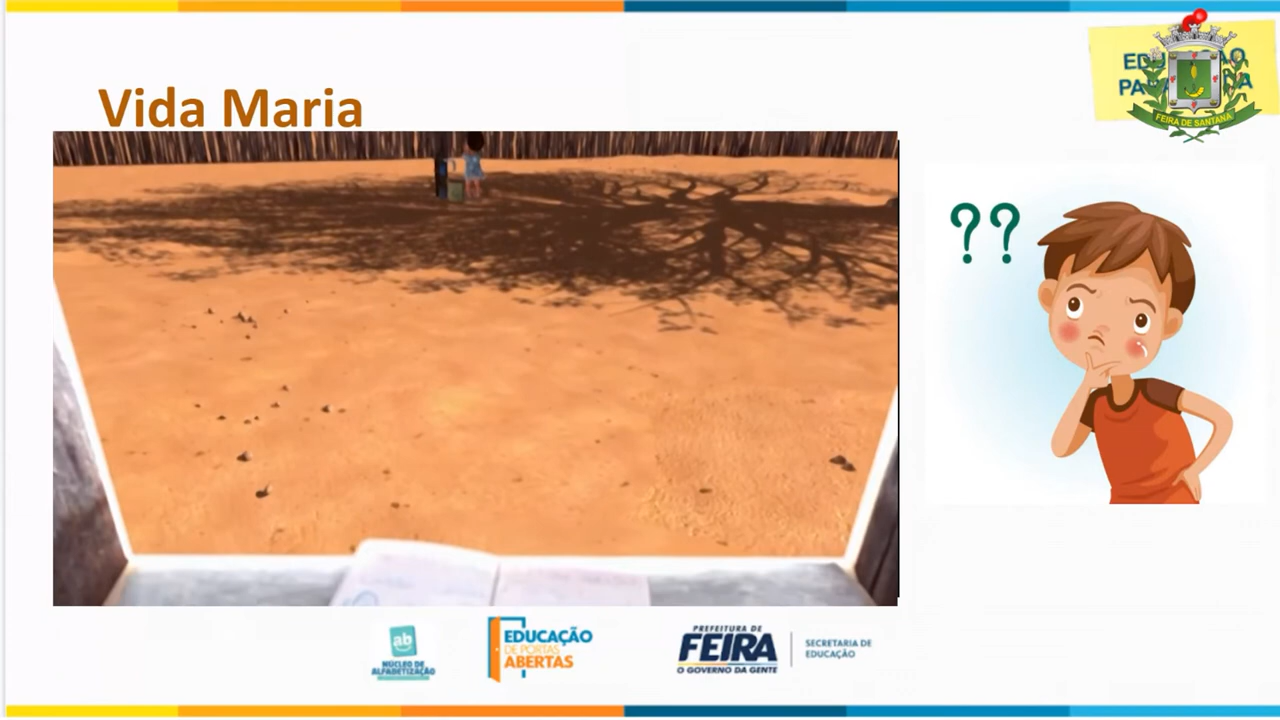 Vida Maria
FEIRA DE SANTANA
??
ab
NÚCLEO DE
ALFABETIZAÇÃO
EDUCAÇÃO
DE PORTAS
ABERTAS
PREFEITURA DE
FEIRA
O GOVERNO DA GENTE
SECRETARIA DE
EDUCAÇÃO